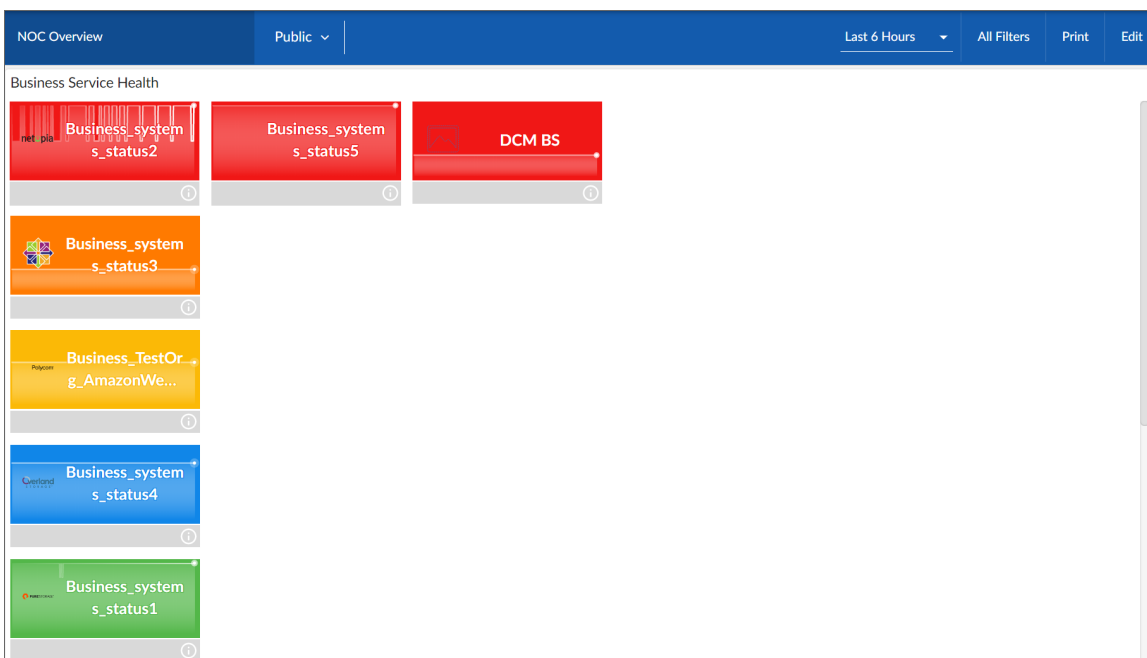 NOC Overview
Public
Last 6 Hours
All Filters
Print
Edit
Business Service Health
Business_system
s_status2
Business_system
s_status5
DCM BS
Business_system
s_status3
Polycom
Business_TestOr
g_AmazonWe...
Overland
Business_system
s_status4
Business_system
s_status1